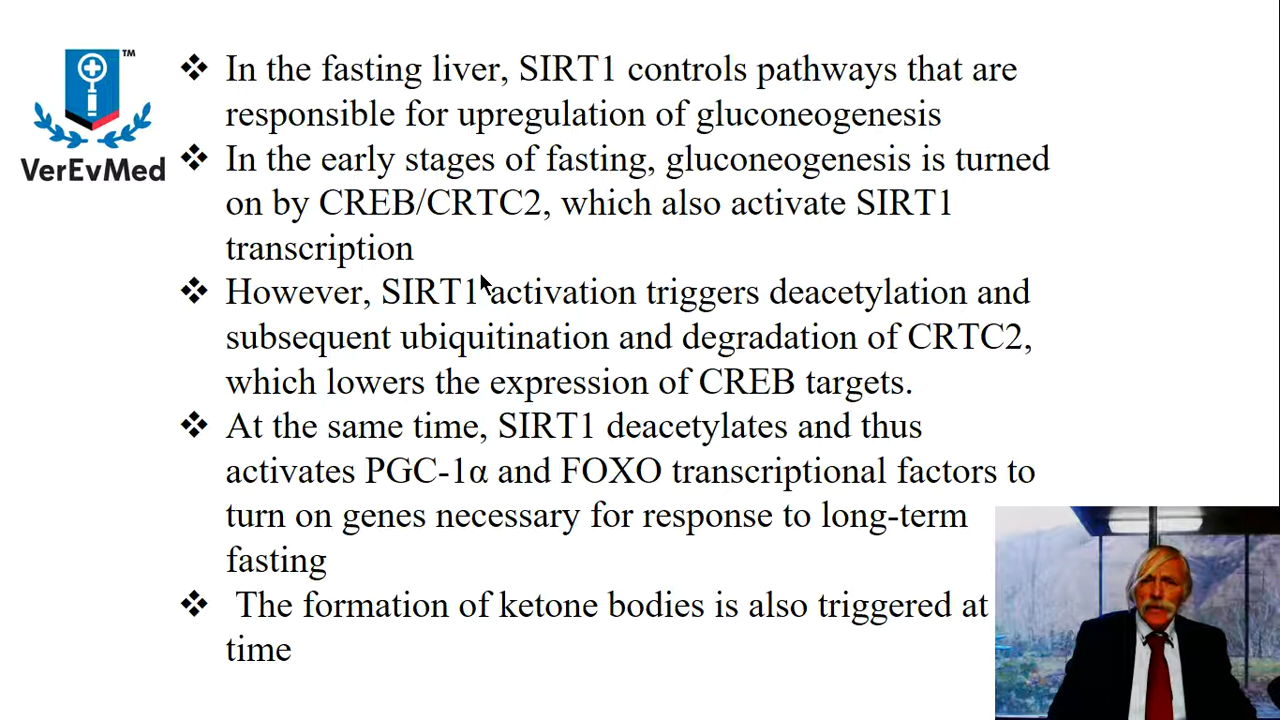 TM
VerEvMed
❖ In the fasting liver, SIRT1 controls pathways that are
responsible for upregulation of gluconeogenesis
❖ In the early stages of fasting, gluconeogenesis is turned
on by CREB/CRTC2, which also activate SIRT1
transcription
❖ However, SIRT1 activation triggers deacetylation and
subsequent ubiquitination and degradation of CRTC2,
which lowers the expression of CREB targets.
❖ At the same time, SIRT1 deacetylates and thus
activates PGC-1α and FOXO transcriptional factors to
turn on genes necessary for response to long-term
fasting
❖ The formation of ketone bodies is also triggered at
time